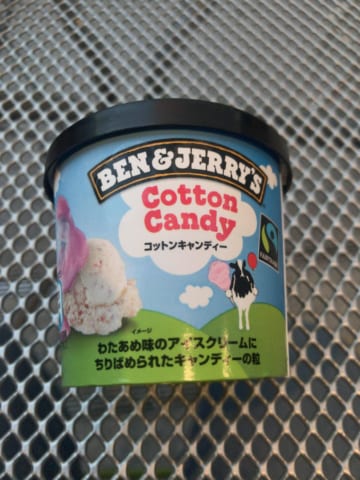 BEN & JERRY'S
Cotton
Candy
コットンキャンディー
FAIRTRADE
イメージ
わたあめ味のアイスクリームに
ちりばめられたキャンディーの粒